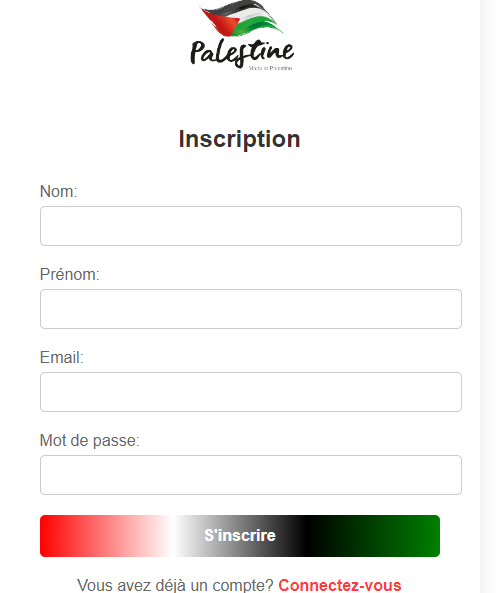 Palestine
Made in Palestine
Inscription
Nom:
Prénom:
Email:
Mot de passe:
S'inscrire
Vous avez déjà un compte? Connectez-vous